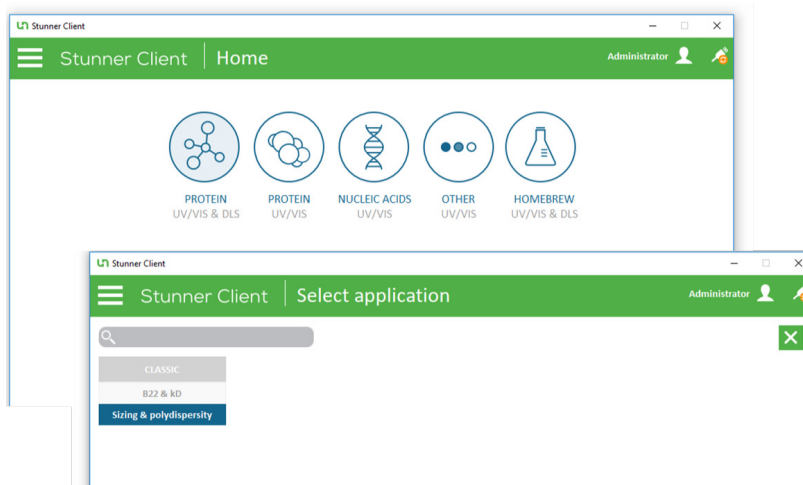 Stunner Client
Stunner Client Home Administrator
PROTEIN
UV/VIS & DLS
PROTEIN
UV/VIS
NUCLEIC ACIDS
UV/VIS
OTHER
UV/VIS
HOMEBREW
UV/VIS & DLS
Stunner Client
Stunner Client Select application Administrator
CLASSIC
B22 & kD
Sizing & polydispersity